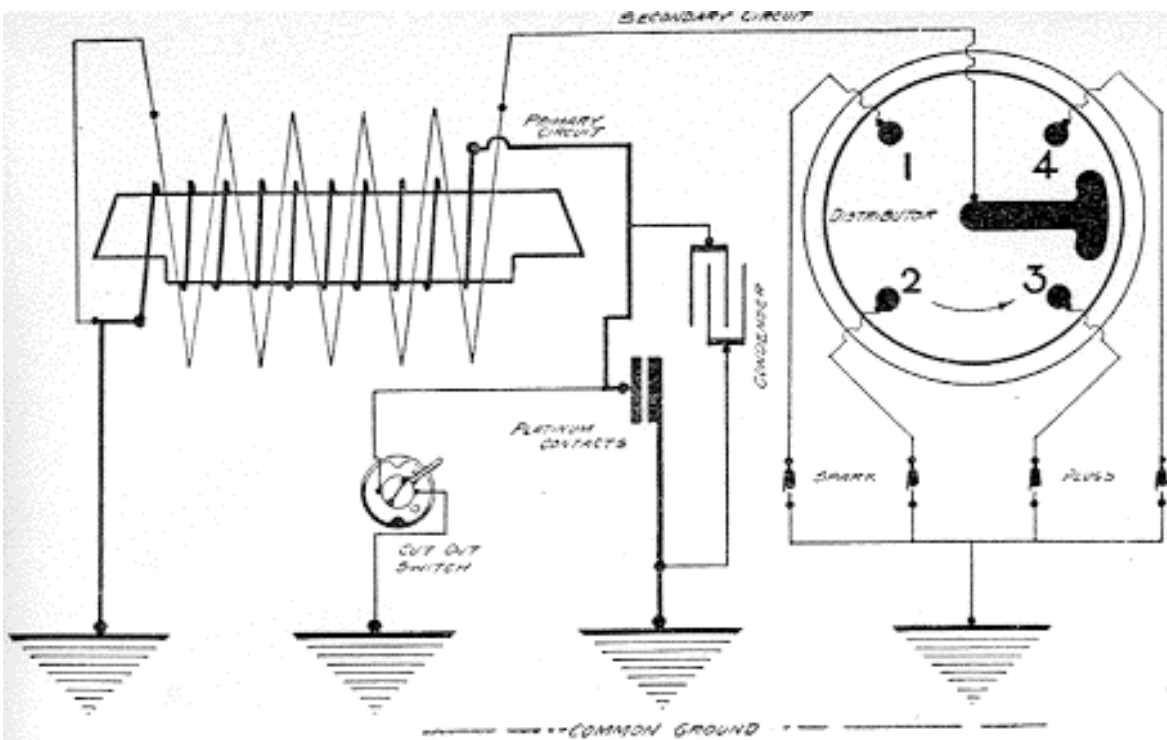 SECONDARY CIRCUIT
PRIMARY
CIRCUIT
1
4
DISTRIBUTOR
2
3
CONDENSER
PLATINUM
CONTACTS
SPARK
PLUGS
CUT OUT
SWITCH
COMMON GROUND